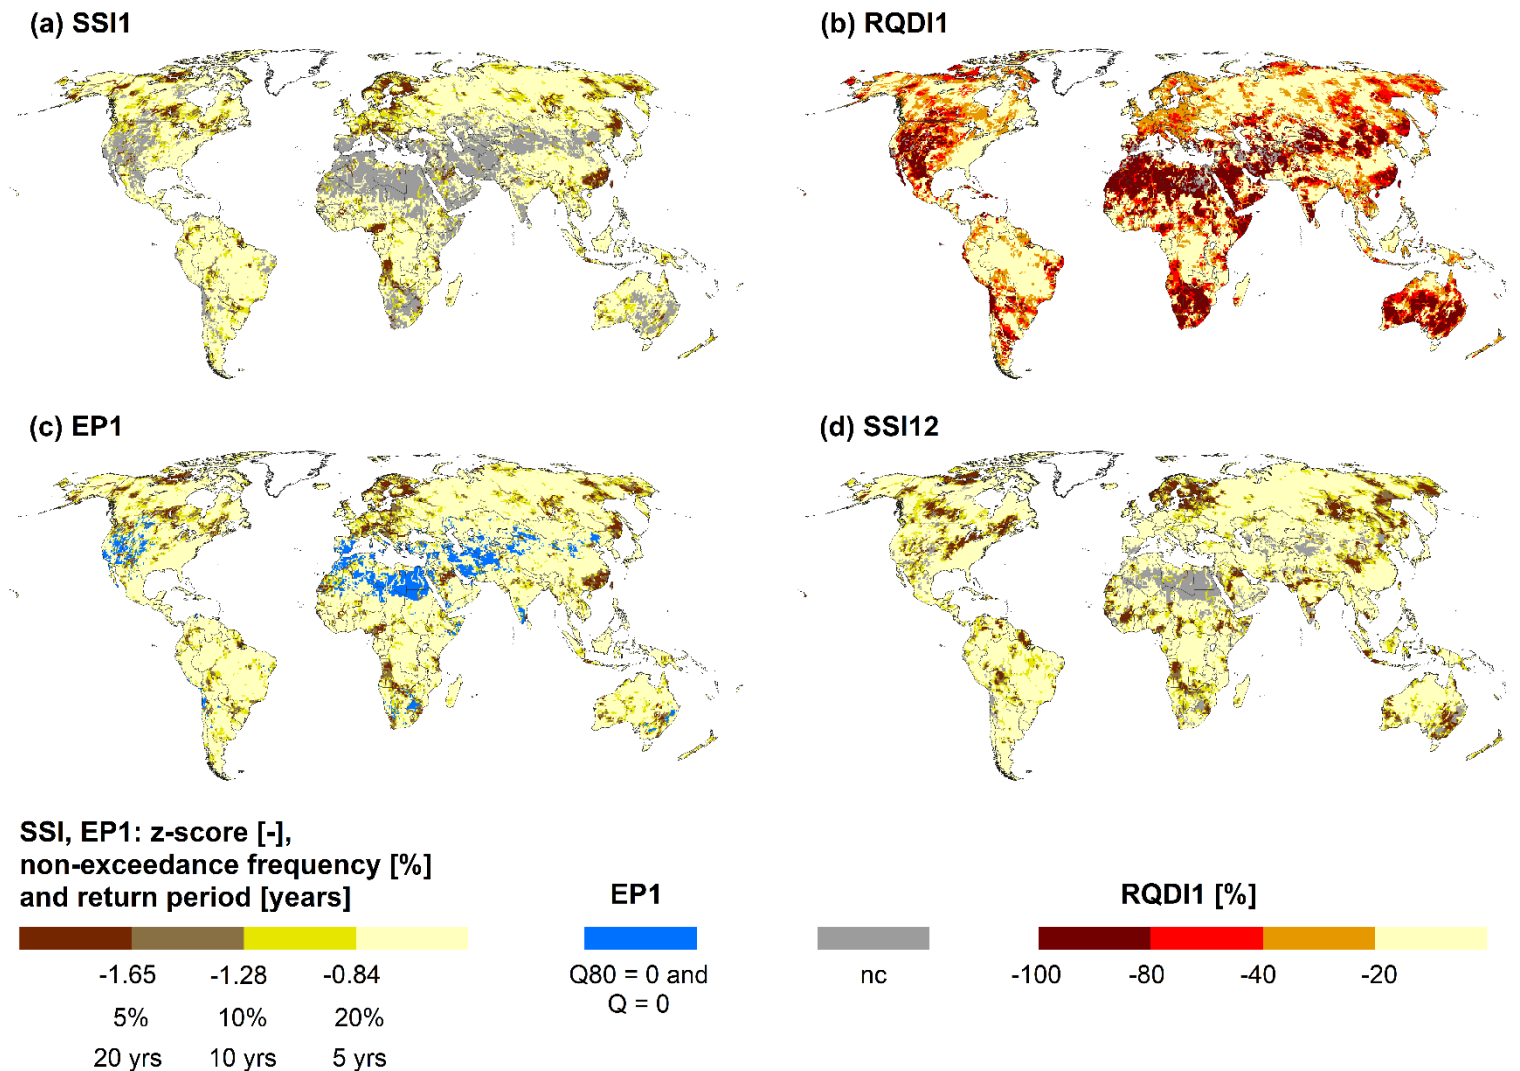 (a) SSI1
(b) RQDI1
(c) EP1
(d) SSI12
SSI, EP1: z-score [-],
non-exceedance frequency [%]
and return period [years]
-1.65 -1.28 -0.84
5% 10% 20%
20 yrs 10 yrs 5 yrs
EP1
Q80 = 0 and
Q = 0
nc
RQDI1 [%]
-100 -80 -40 -20